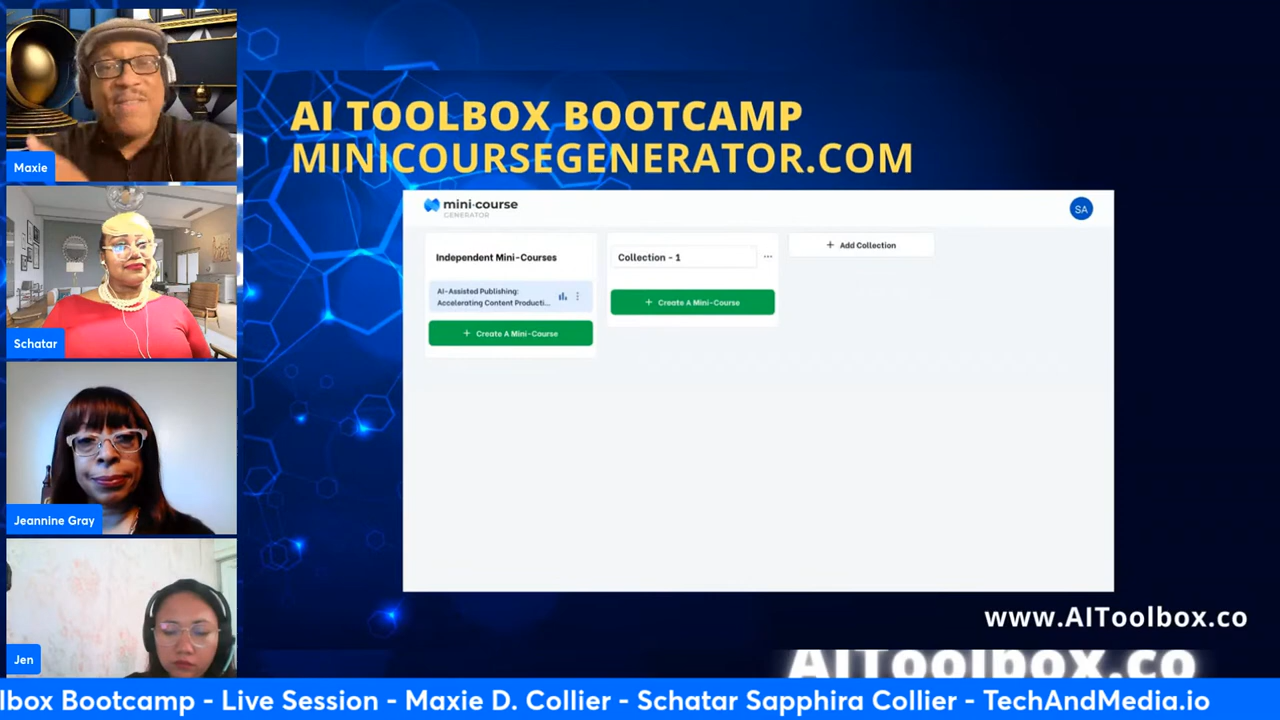 Maxie
Schatar
Jeannine Gray
Jen
AI TOOLBOX BOOTCAMP
MINICOURSEGENERATOR.COM
mini-course
GENERATOR
SA
Independent Mini-Courses
AI-Assisted Publishing:
Accelerating Content Producti...
+ Create A Mini-Course
Collection - 1
+ Create A Mini-Course
+ Add Collection
www.AIToolbox.co
AIToolbox.co
lbox Bootcamp - Live Session - Maxie D. Collier - Schatar Sapphira Collier - TechAndMedia.io